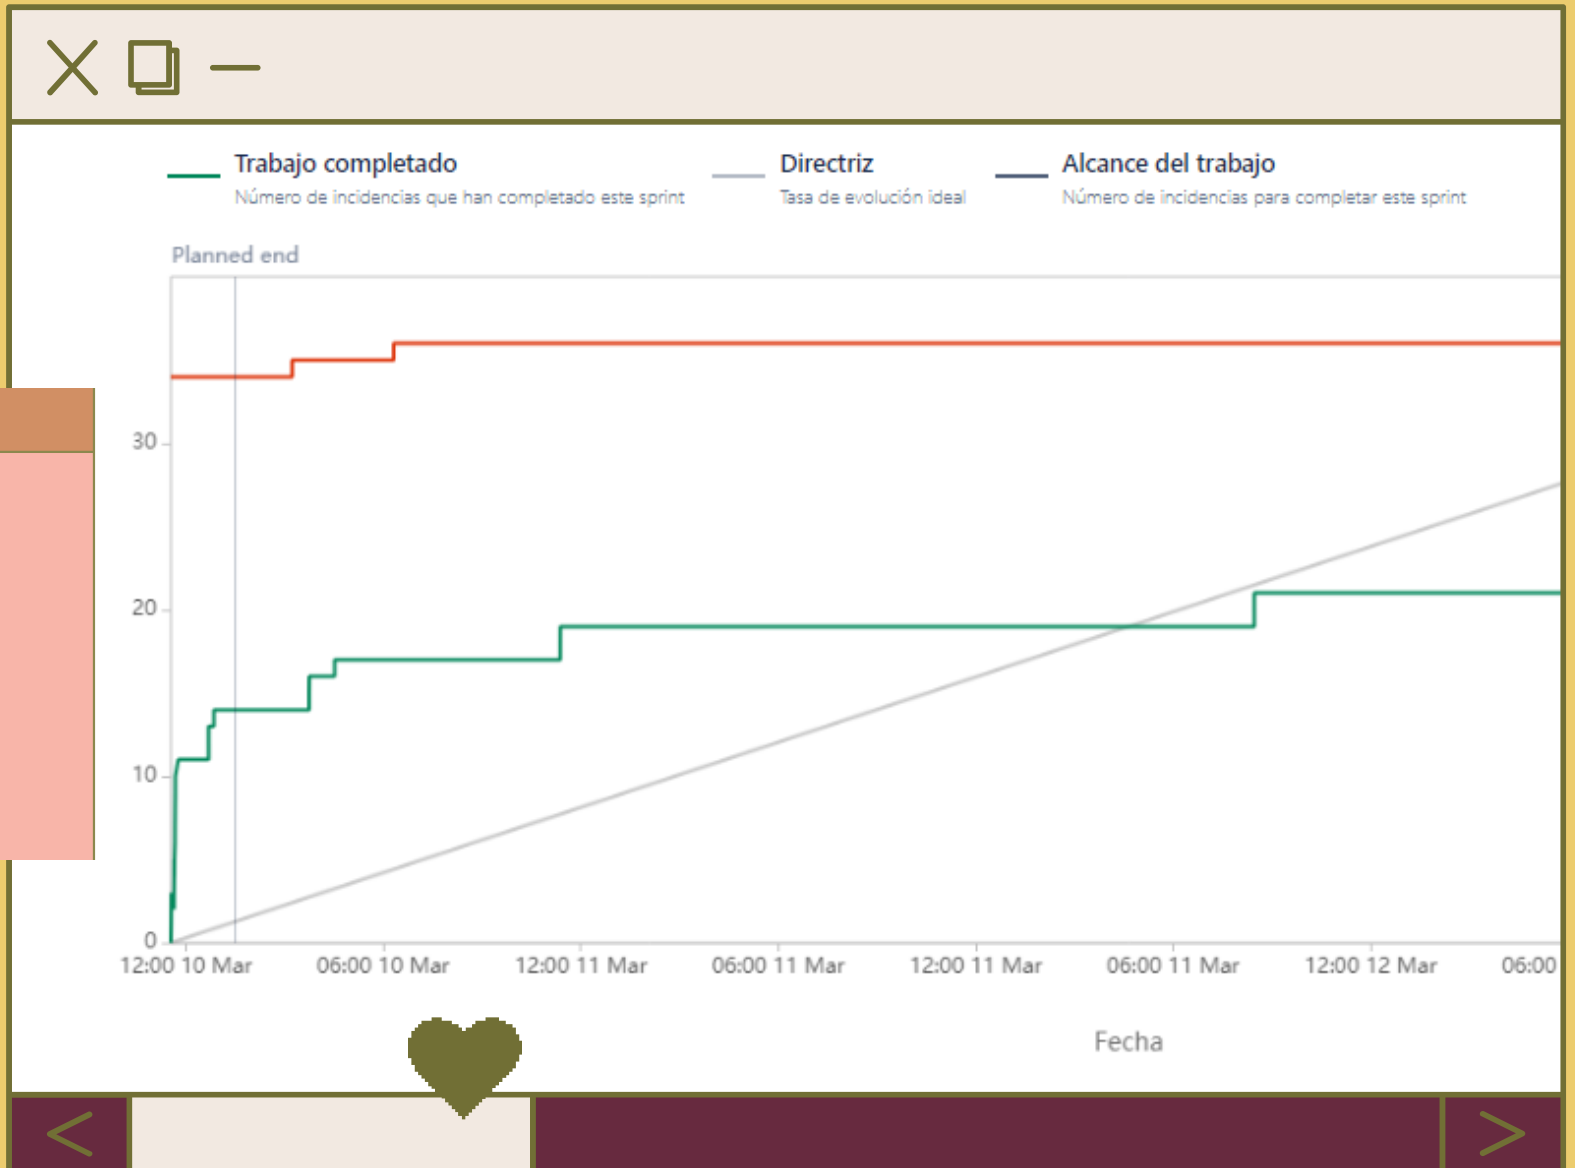 Trabajo completado
Número de incidencias que han completado este sprint
Directriz
Tasa de evolución ideal
Alcance del trabajo
Número de incidencias para completar este sprint
Planned end
30
20
10
0
12:00 10 Mar 06:00 10 Mar 12:00 11 Mar 06:00 11 Mar 12:00 11 Mar 06:00 11 Mar 12:00 12 Mar 06:00
Fecha